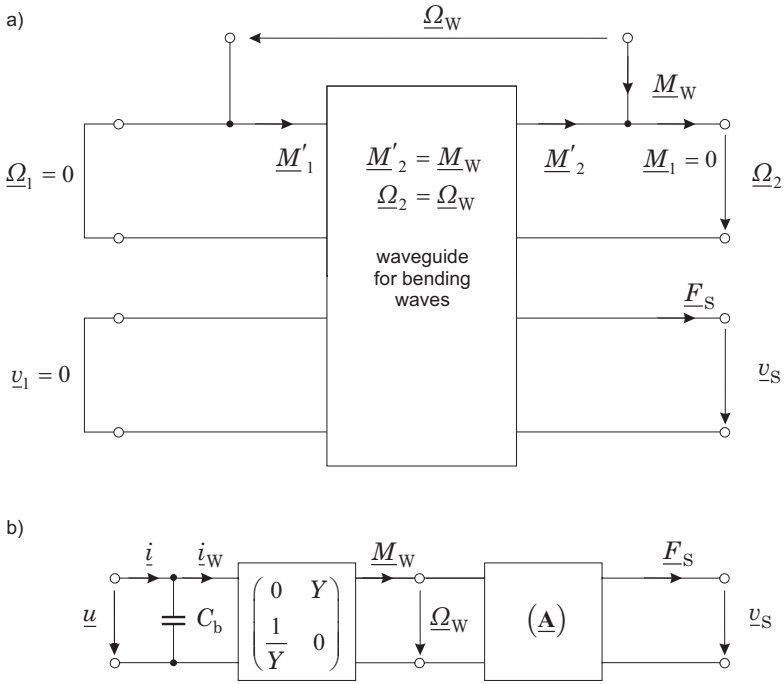 a)
Ω_W
M_W
M′_1
M′_2
M_1 = 0
Ω_1 = 0
Ω_2
M′_2 = M_W
Ω_2 = Ω_W
waveguide
for bending
waves
F_S
v_1 = 0
v_S
b)
i
i_W
M_W
F_S
u
C_b
0 Y
1/Y 0
Ω_W
(A)
v_S